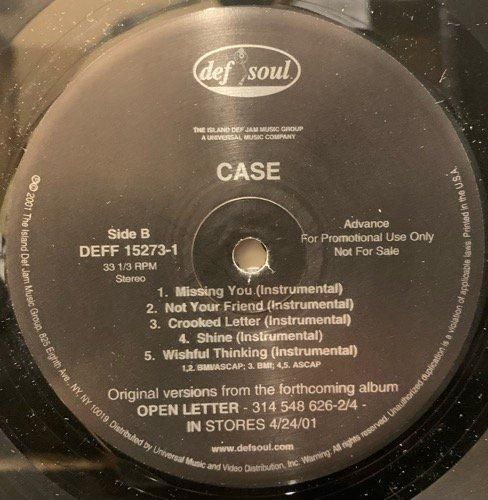 def soul.
THE ISLAND DEF JAM MUSIC GROUP
A UNIVERSAL MUSIC COMPANY
CASE
Side B
DEFF 15273-1
33 1/3 RPM
Stereo
Advance
For Promotional Use Only
Not For Sale
1. Missing You (Instrumental)
2. Not Your Friend (Instrumental)
3. Crooked Letter (Instrumental)
4. Shine (Instrumental)
5. Wishful Thinking (Instrumental)
1,2. BMI/ASCAP; 3. BMI; 4,5. ASCAP
Original versions from the forthcoming album
OPEN LETTER - 314 548 626-2/4 -
IN STORES 4/24/01
www.defsoul.com
℗© 2001 The Island Def Jam Music Group, 825 Eighth Ave., NY, NY 10019. Distributed by Universal Music and Video Distribution, Inc. Warning: All rights reserved. Unauthorized duplication is a violation of applicable laws. Printed in the U.S.A.